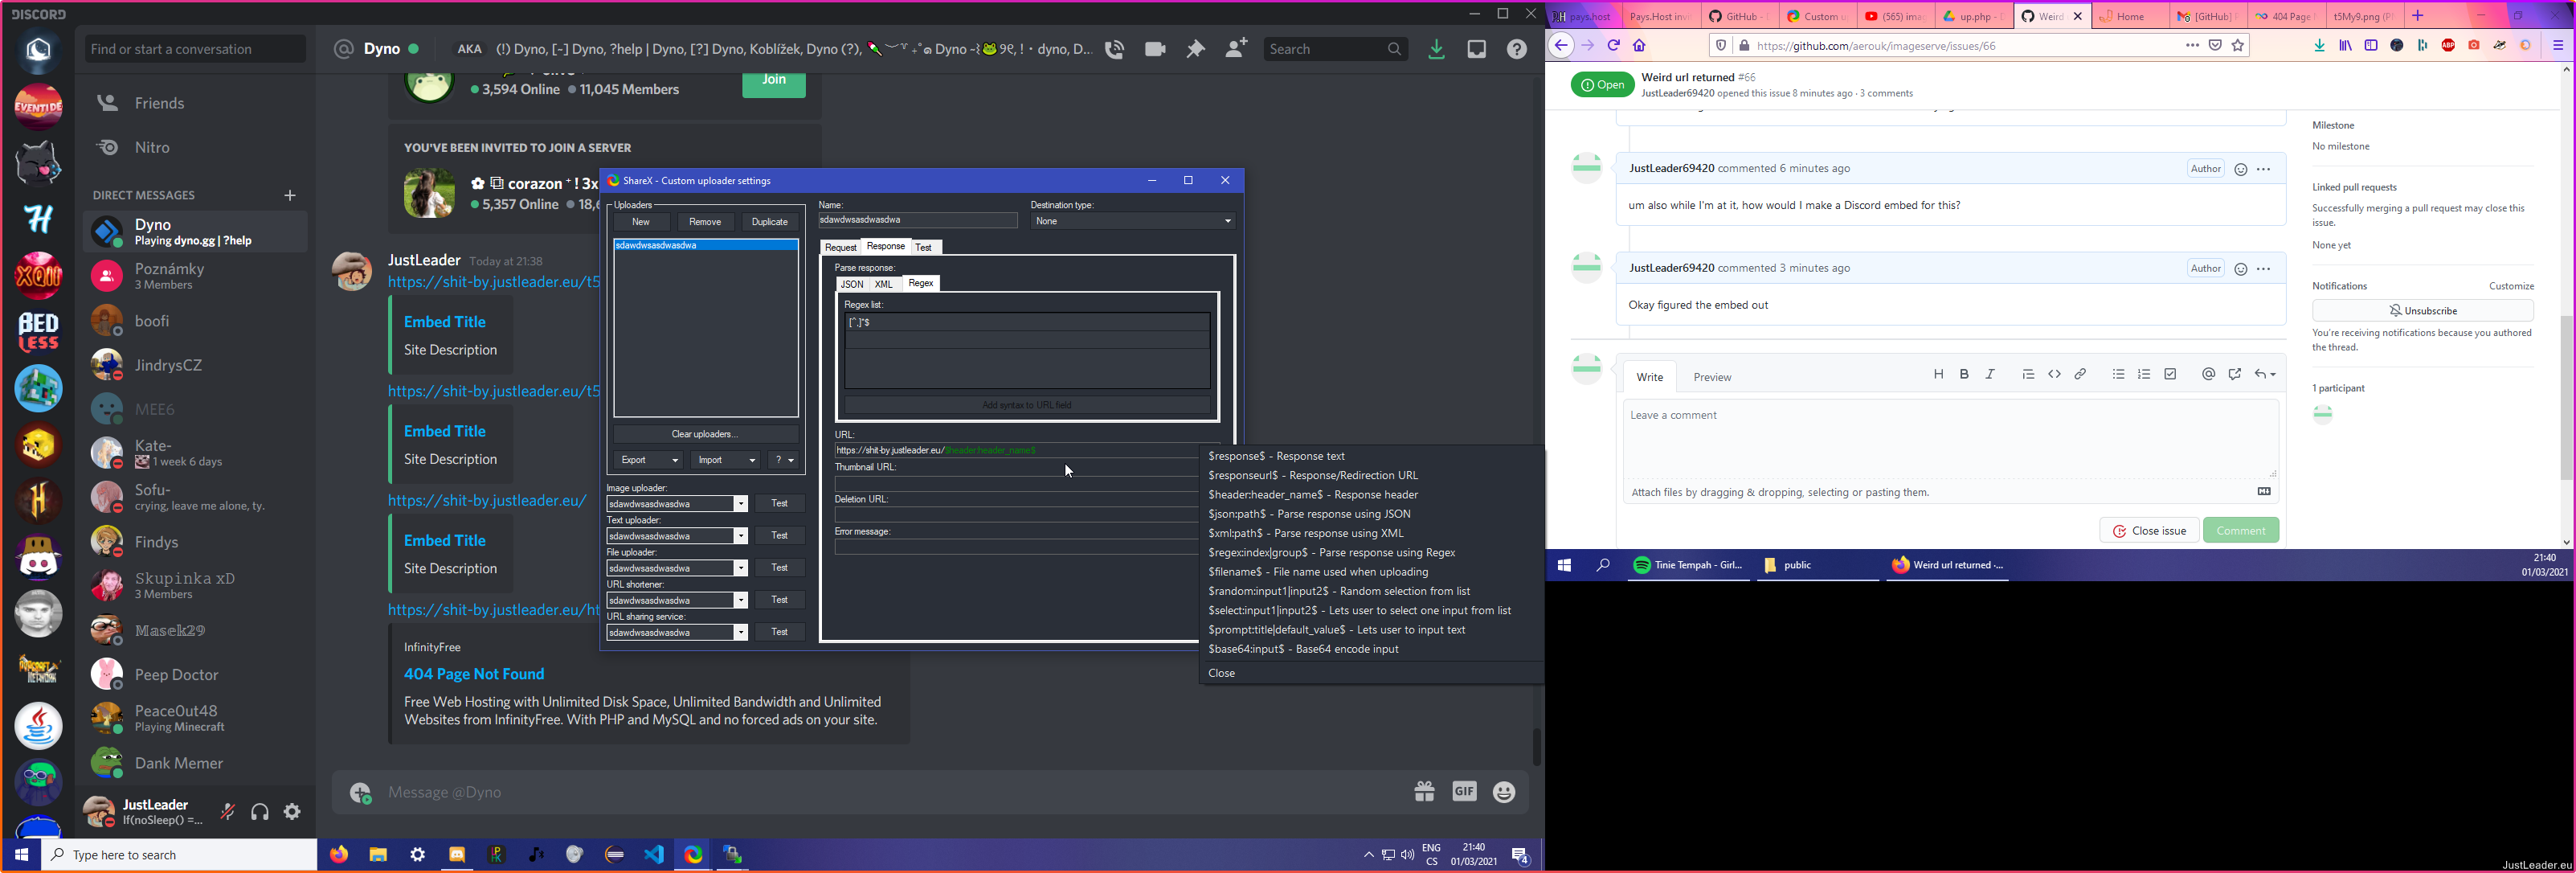 DISCORD
Find or start a conversation
Friends
Nitro
DIRECT MESSAGES
Dyno
Playing dyno.gg | ?help
Poznámky
3 Members
boofi
JindrysCZ
MEE6
Kate-
1 week 6 days
Sofu-
crying, leave me alone, ty.
Findys
Skupinka xD
3 Members
Masek29
Peep Doctor
PeaceOut48
Playing Minecraft
Dank Memer
JustLeader
If(noSleep() =...
EVENTIDE
BED
LESS
Dyno
AKA
(!) Dyno, [-] Dyno, ?help | Dyno, [?] Dyno, Koblížek, Dyno (?),
Search
3,594 Online
11,045 Members
Join
YOU'VE BEEN INVITED TO JOIN A SERVER
corazon
5,357 Online
JustLeader Today at 21:38
https://shit-by.justleader.eu/t5
Embed Title
Site Description
https://shit-by.justleader.eu/t5
Embed Title
Site Description
https://shit-by.justleader.eu/
Embed Title
Site Description
https://shit-by.justleader.eu/ht
InfinityFree
404 Page Not Found
Free Web Hosting with Unlimited Disk Space, Unlimited Bandwidth and Unlimited
Websites from InfinityFree. With PHP and MySQL and no forced ads on your site.
Message @Dyno
GIF
ShareX - Custom uploader settings
Uploaders
New
Remove
Duplicate
sdawdwsasdwasdwa
Clear uploaders...
Export
Import
?
Image uploader:
sdawdwsasdwasdwa
Test
Text uploader:
sdawdwsasdwasdwa
Test
File uploader:
sdawdwsasdwasdwa
Test
URL shortener:
sdawdwsasdwasdwa
Test
URL sharing service:
sdawdwsasdwasdwa
Test
Name:
sdawdwsasdwasdwa
Destination type:
None
Request
Response
Test
Parse response:
JSON
XML
Regex
Regex list:
[^,]*$
Add syntax to URL field
URL:
https://shit-by.justleader.eu/$header:header_name$
Thumbnail URL:
Deletion URL:
Error message:
$response$ - Response text
$responseurl$ - Response/Redirection URL
$header:header_name$ - Response header
$json:path$ - Parse response using JSON
$xml:path$ - Parse response using XML
$regex:index|group$ - Parse response using Regex
$filename$ - File name used when uploading
$random:input1|input2$ - Random selection from list
$select:input1|input2$ - Lets user to select one input from list
$prompt:title|default_value$ - Lets user to input text
$base64:input$ - Base64 encode input
Close
Type here to search
ENG
CS
21:40
01/03/2021
4
pays.host
Pays.Host inv
GitHub -
Custom u
(565) ima
up.php -
Weird
Home
[GitHub]
404 Page
t5My9.png (P
https://github.com/aerouk/imageserve/issues/66
ABP
Open
Weird url returned #66
JustLeader69420 opened this issue 8 minutes ago · 3 comments
JustLeader69420 commented 6 minutes ago
Author
um also while I'm at it, how would I make a Discord embed for this?
JustLeader69420 commented 3 minutes ago
Author
Okay figured the embed out
Write
Preview
Leave a comment
Attach files by dragging & dropping, selecting or pasting them.
Close issue
Comment
Milestone
No milestone
Linked pull requests
Successfully merging a pull request may close this
issue.
None yet
Notifications
Customize
Unsubscribe
You're receiving notifications because you authored
the thread.
1 participant
Tinie Tempah - Girl...
public
Weird url returned ·...
21:40
01/03/2021
JustLeader.eu